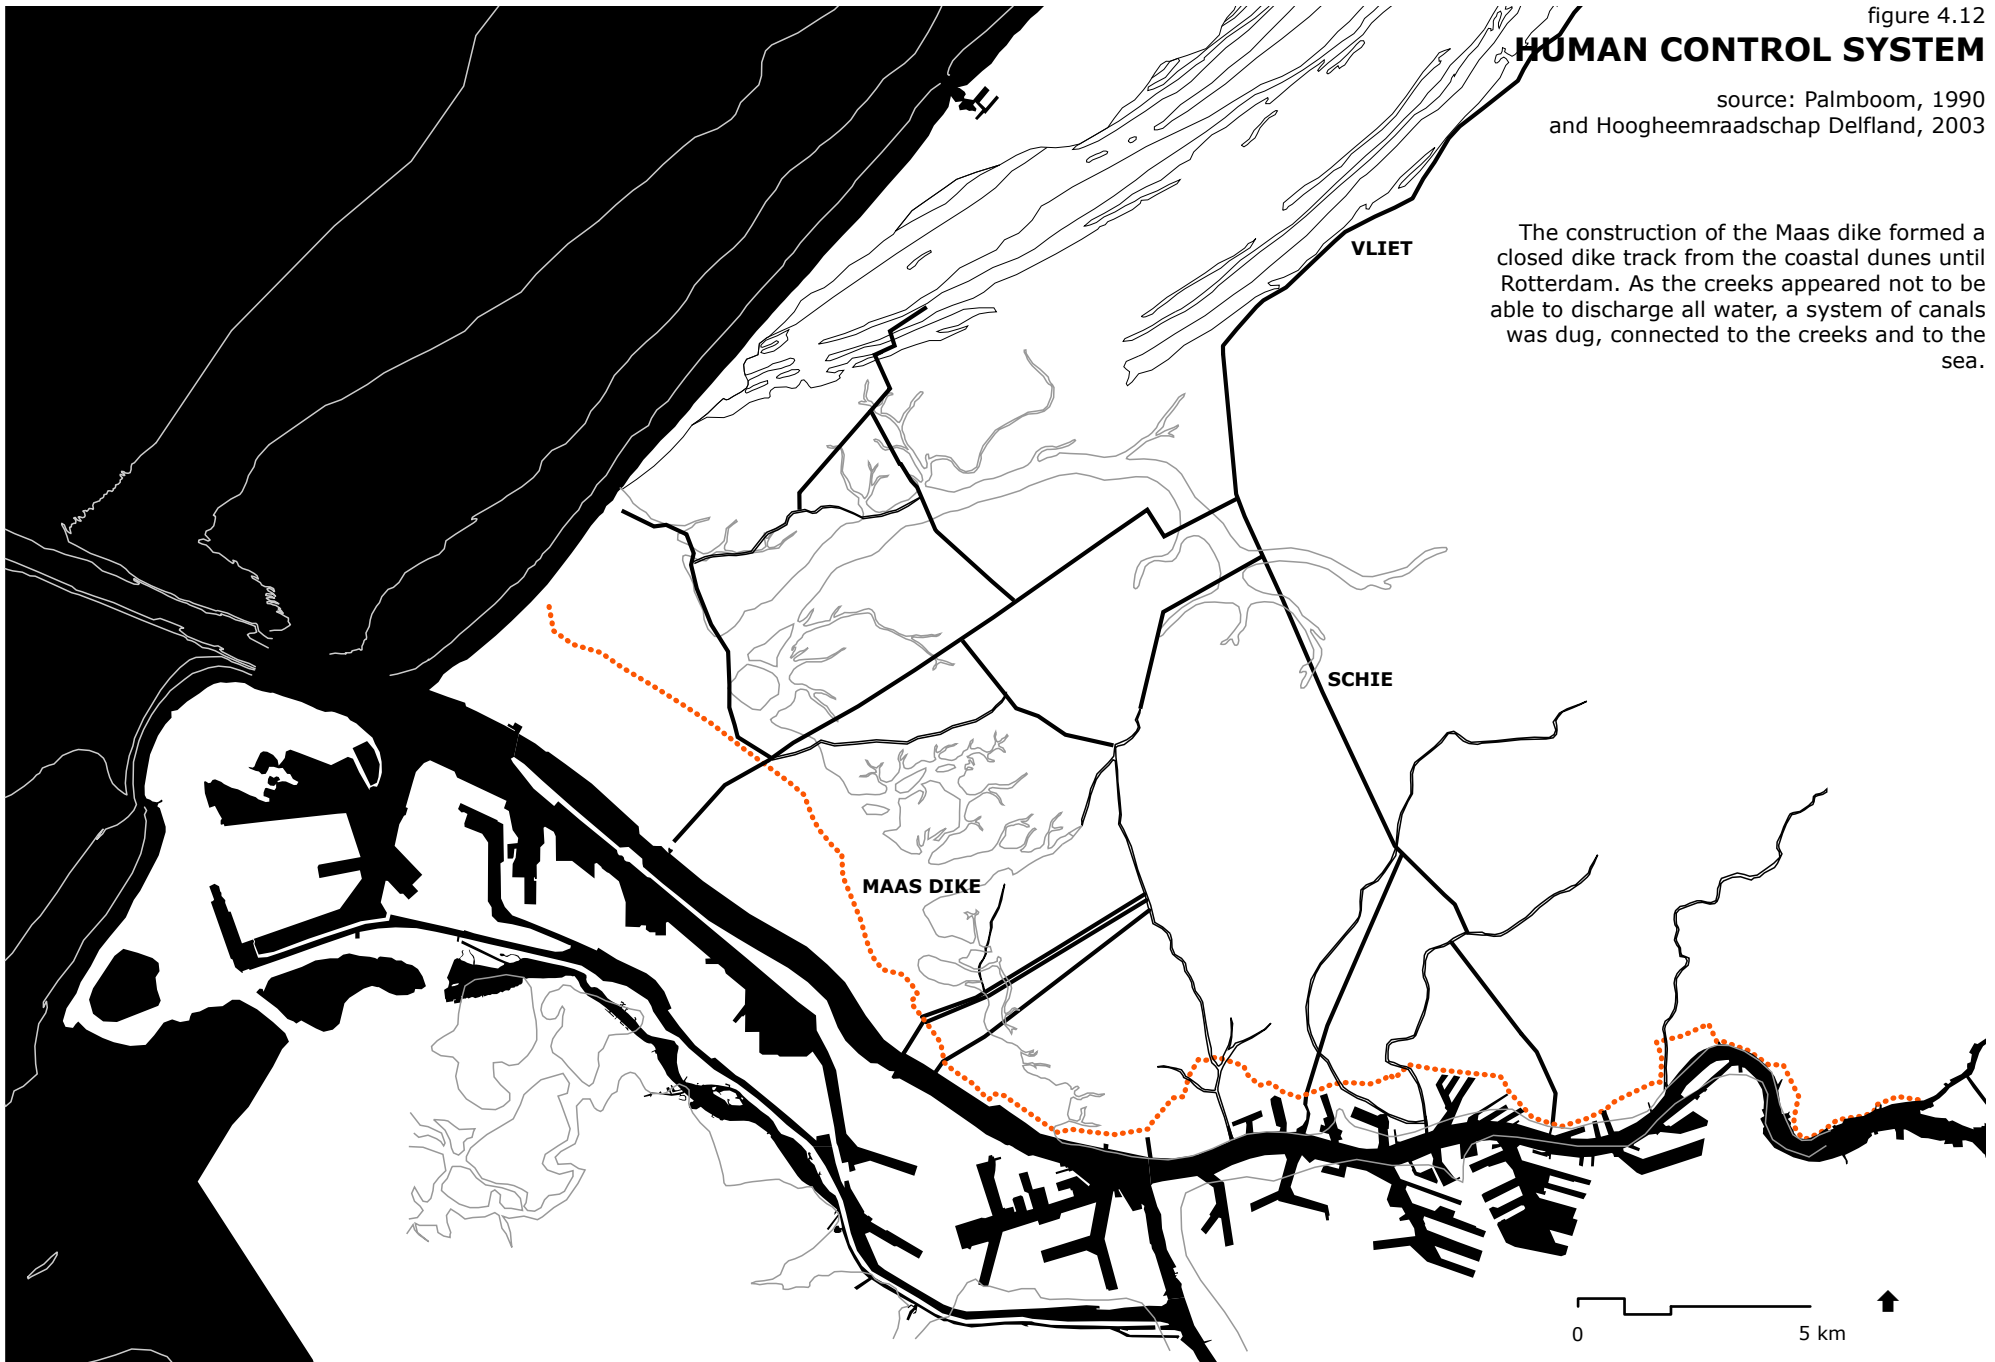 figure 4.12
HUMAN CONTROL SYSTEM
source: Palmboom, 1990
and Hoogheemraadschap Delfland, 2003
The construction of the Maas dike formed a
closed dike track from the coastal dunes until
Rotterdam. As the creeks appeared not to be
able to discharge all water, a system of canals
was dug, connected to the creeks and to the
sea.
VLIET
SCHIE
MAAS DIKE
0 5 km